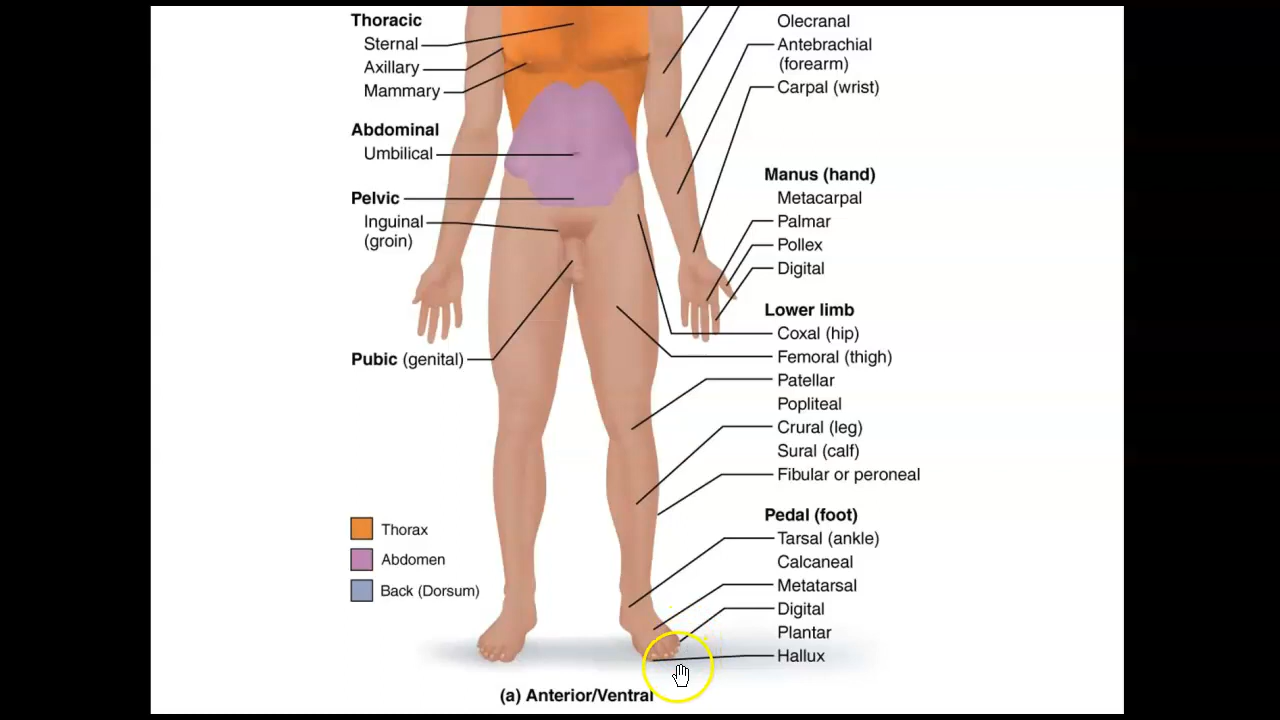 Thoracic
Sternal
Axillary
Mammary
Abdominal
Umbilical
Pelvic
Inguinal
(groin)
Pubic (genital)
Thorax
Abdomen
Back (Dorsum)
Olecranal
Antebrachial
(forearm)
Carpal (wrist)
Manus (hand)
Metacarpal
Palmar
Pollex
Digital
Lower limb
Coxal (hip)
Femoral (thigh)
Patellar
Popliteal
Crural (leg)
Sural (calf)
Fibular or peroneal
Pedal (foot)
Tarsal (ankle)
Calcaneal
Metatarsal
Digital
Plantar
Hallux
(a) Anterior/Ventral